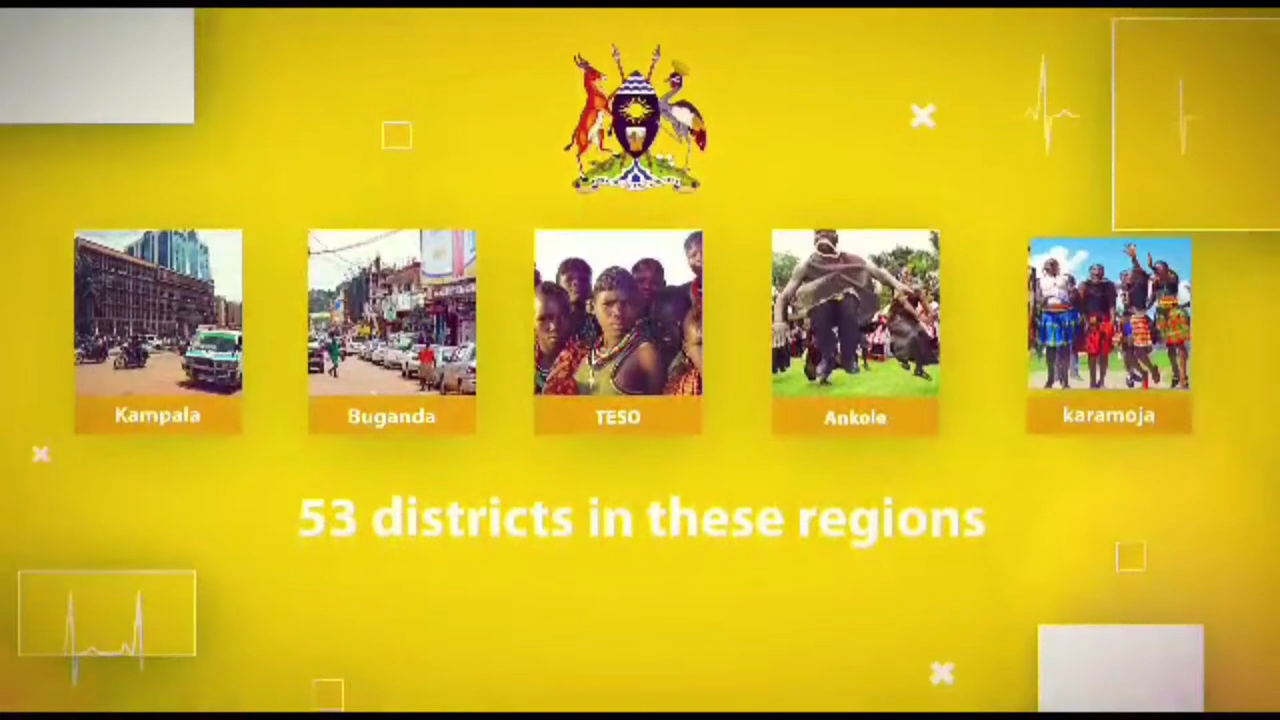 Kampala
Buganda
TESO
Ankole
karamoja
53 districts in these regions